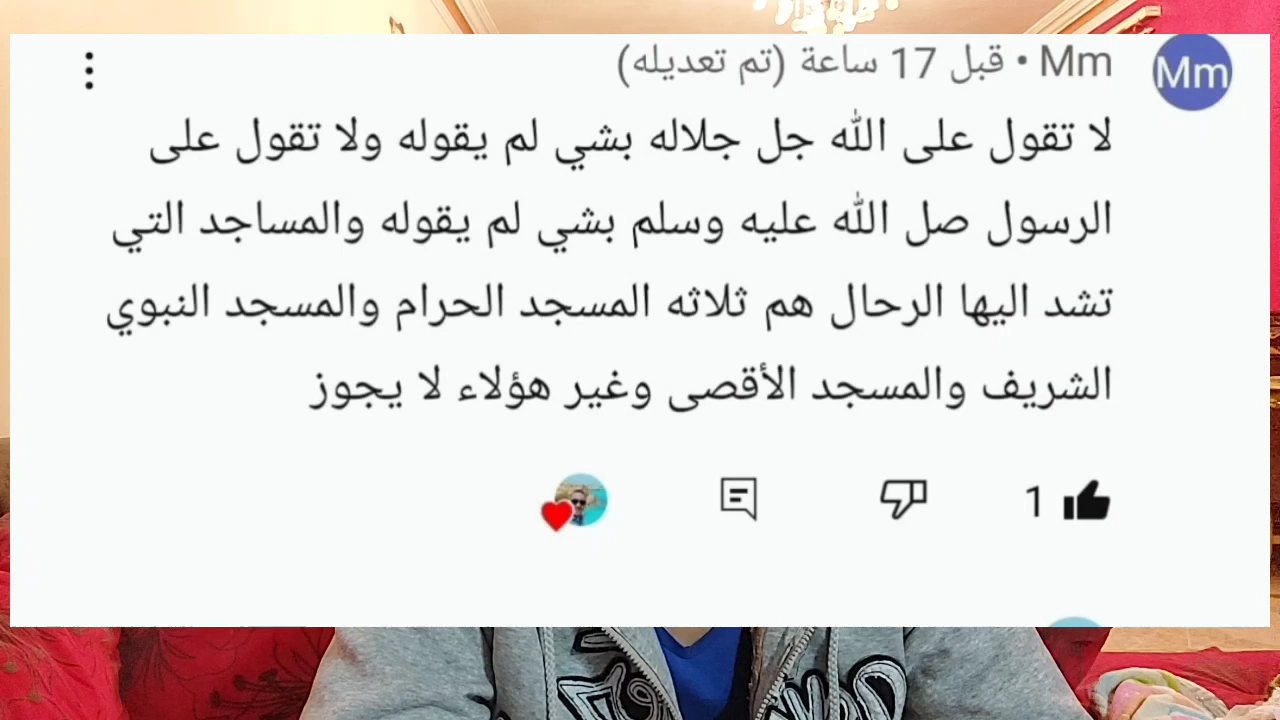 Mm
Mm • قبل 17 ساعة (تم تعديله)
لا تقول على الله جل جلاله بشي لم يقوله ولا تقول على
الرسول صل الله عليه وسلم بشي لم يقوله والمساجد التي
تشد اليها الرحال هم ثلاثه المسجد الحرام والمسجد النبوي
الشريف والمسجد الأقصى وغير هؤلاء لا يجوز
1